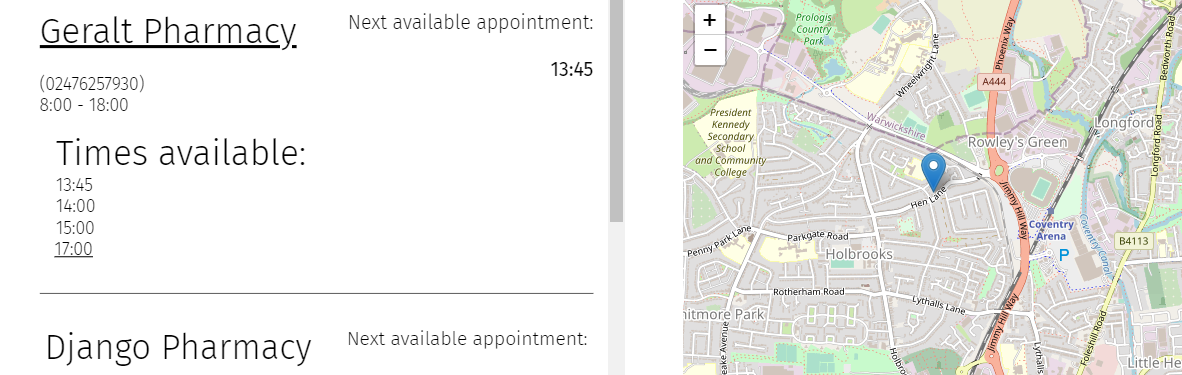 Geralt Pharmacy
Next available appointment:
13:45
(02476257930)
8:00 - 18:00
Times available:
13:45
14:00
15:00
17:00
Django Pharmacy
Next available appointment:
+
−
Prologis
Country
Park
Wheelwright Lane
Phoenix Way
A444
Bedworth Road
President
Kennedy
Secondary
School
and Community
College
Warwickshire
Rowley's Green
Longford
Longford Road
Hen Lane
Jimmy Hill Way
Coventry
Arena
P
Coventry Canal
B4113
Penny Park Lane
Parkgate Road
Holbrooks
Rotherham Road
Lythalls Lane
Jimmy Hill Way
Foleshill Road
hitmore Park
eake Avenue
Holbro
Lythalls
Little He